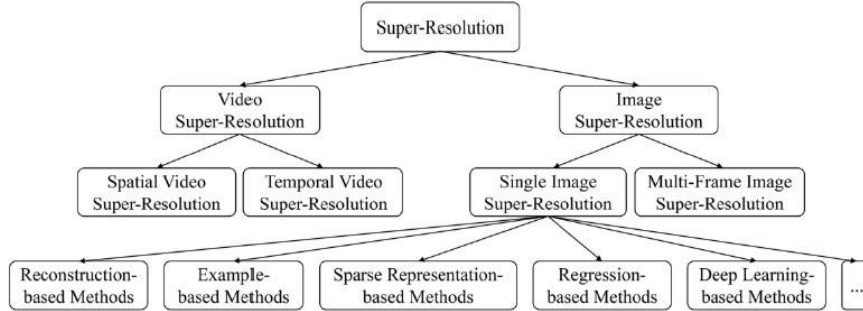 Super-Resolution
Video
Super-Resolution
Image
Super-Resolution
Spatial Video
Super-Resolution
Temporal Video
Super-Resolution
Single Image
Super-Resolution
Multi-Frame Image
Super-Resolution
Reconstruction-
based Methods
Example-
based Methods
Sparse Representation-
based Methods
Regression-
based Methods
Deep Learning-
based Methods
...